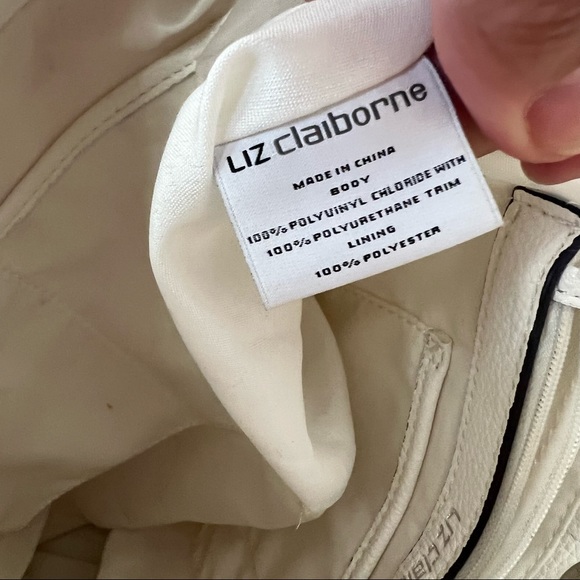 LIZ claiborne
MADE IN CHINA
BODY
100% POLYVINYL CHLORIDE WITH
100% POLYURETHANE TRIM
LINING
100% POLYESTER